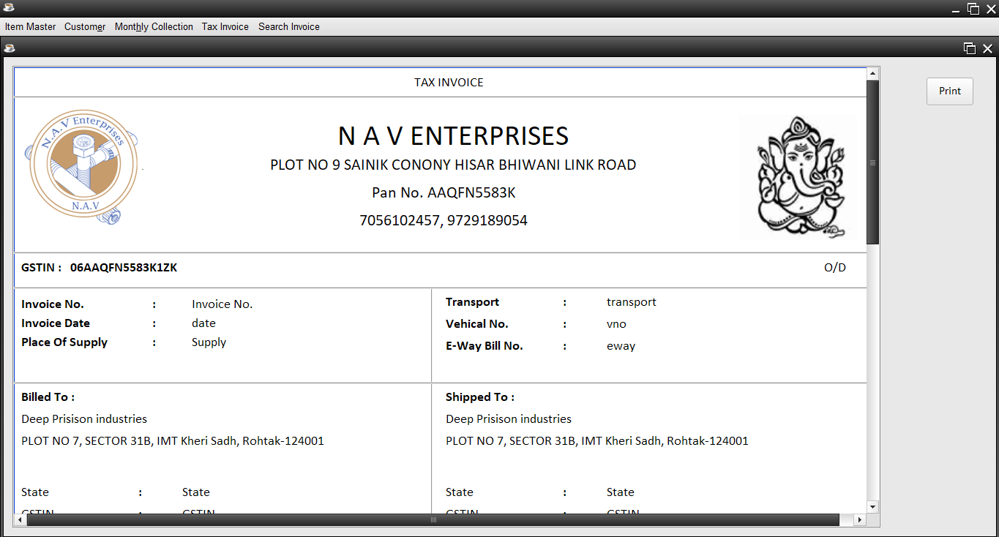 Item Master Customer Monthly Collection Tax Invoice Search Invoice
Print
TAX INVOICE
N.A.V Enterprises
N.A.V
N A V ENTERPRISES
PLOT NO 9 SAINIK CONONY HISAR BHIWANI LINK ROAD
Pan No. AAQFN5583K
7056102457, 9729189054
GSTIN : 06AAQFN5583K1ZK O/D
Invoice No. : Invoice No.
Invoice Date : date
Place Of Supply : Supply
Transport : transport
Vehical No. : vno
E-Way Bill No. : eway
Billed To :
Deep Prisison industries
PLOT NO 7, SECTOR 31B, IMT Kheri Sadh, Rohtak-124001
State : State
GSTIN : GSTIN
Shipped To :
Deep Prisison industries
PLOT NO 7, SECTOR 31B, IMT Kheri Sadh, Rohtak-124001
State : State
GSTIN : GSTIN